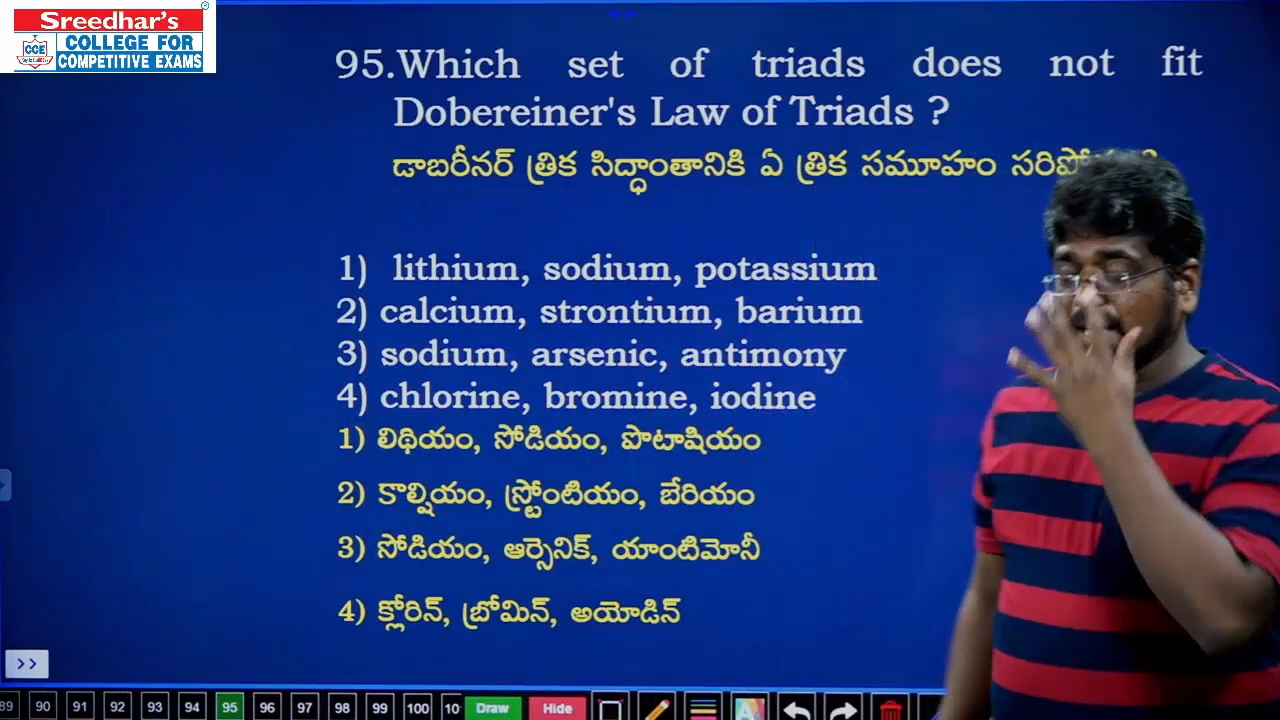 Sreedhar's
COLLEGE FOR
CCE
COMPETITIVE EXAMS
95.Which set of triads does not fit
Dobereiner's Law of Triads ?
డాబరీనర్ త్రిక సిద్ధాంతానికి ఏ త్రిక సమూహం
1) lithium, sodium, potassium
2) calcium, strontium, barium
3) sodium, arsenic, antimony
4) chlorine, bromine, iodine
1) లిథియం, సోడియం, పొటాషియం
2) కాల్షియం, స్ట్రోంటియం, బేరియం
3) సోడియం, ఆర్సెనిక్, యాంటిమోనీ
4) క్లోరిన్, బ్రోమిన్, అయోడిన్
>>
89 90 91 92 93 94 95 96 97 98 99 100 10 Draw Hide